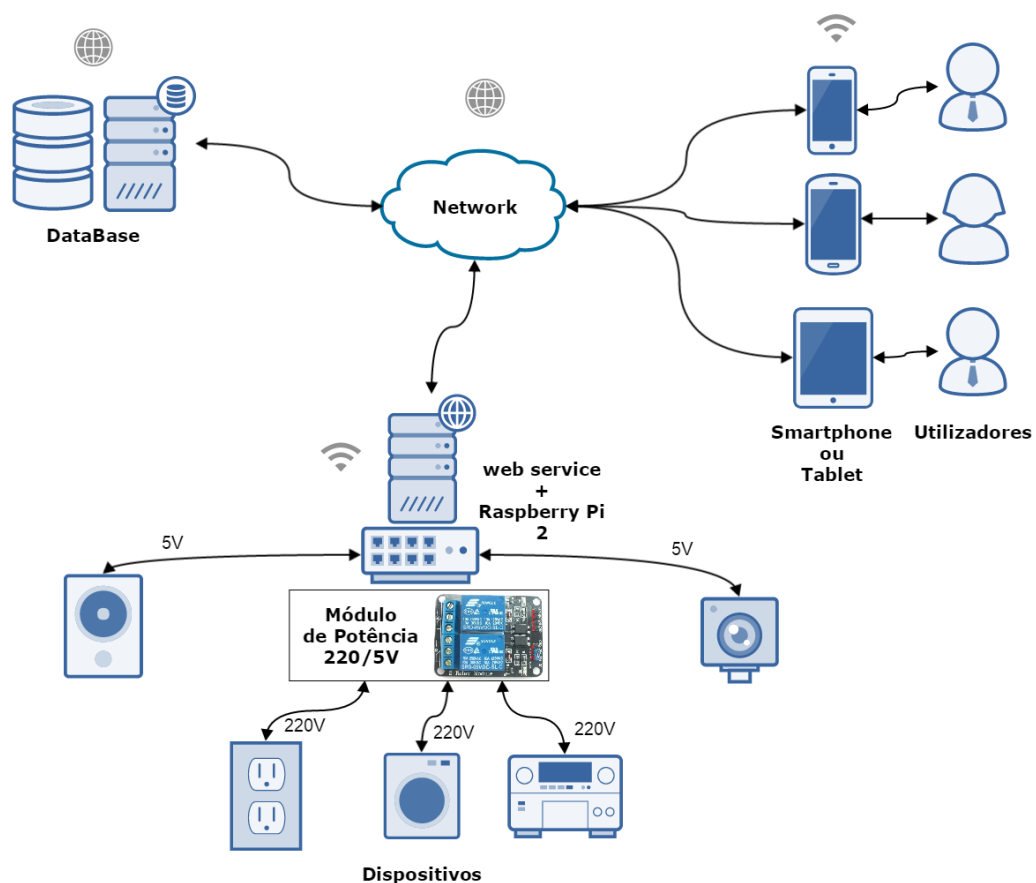 DataBase
Network
Smartphone
ou
Tablet
Utilizadores
web service
+
Raspberry Pi
2
5V
5V
Módulo
de Potência
220/5V
220V
220V
220V
Dispositivos